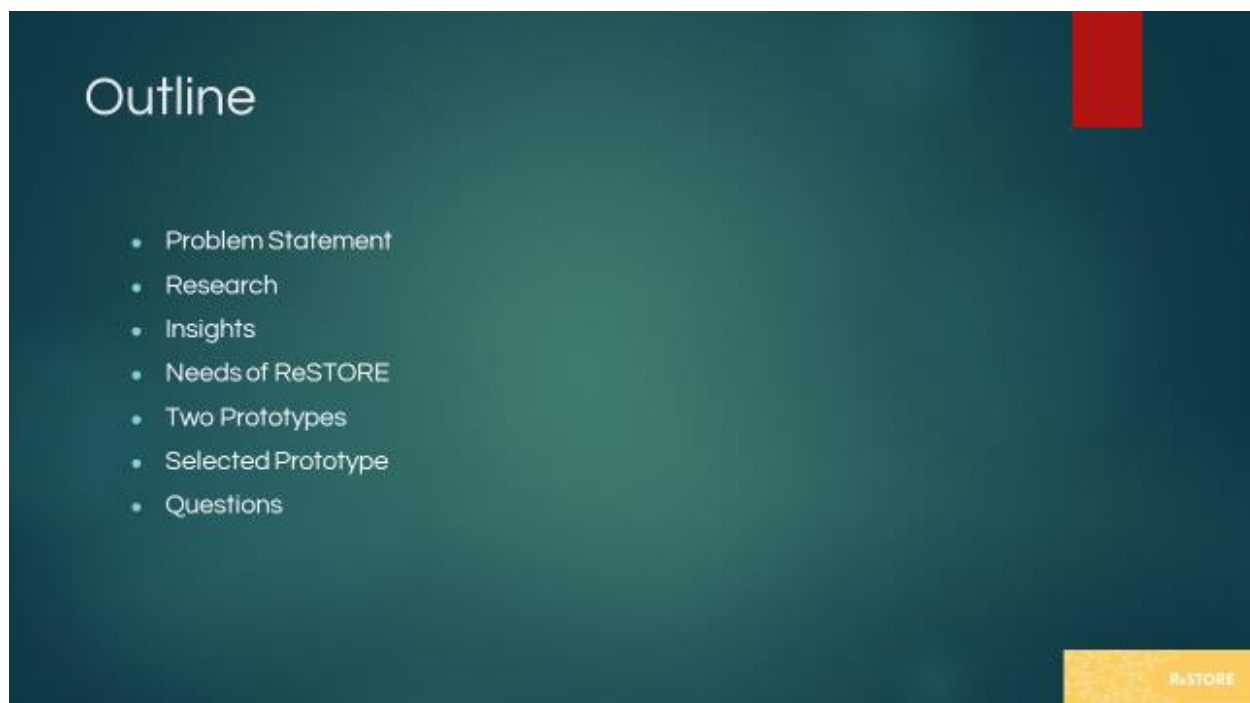 Outline
• Problem Statement
• Research
• Insights
• Needs of ReSTORE
• Two Prototypes
• Selected Prototype
• Questions
ReSTORE